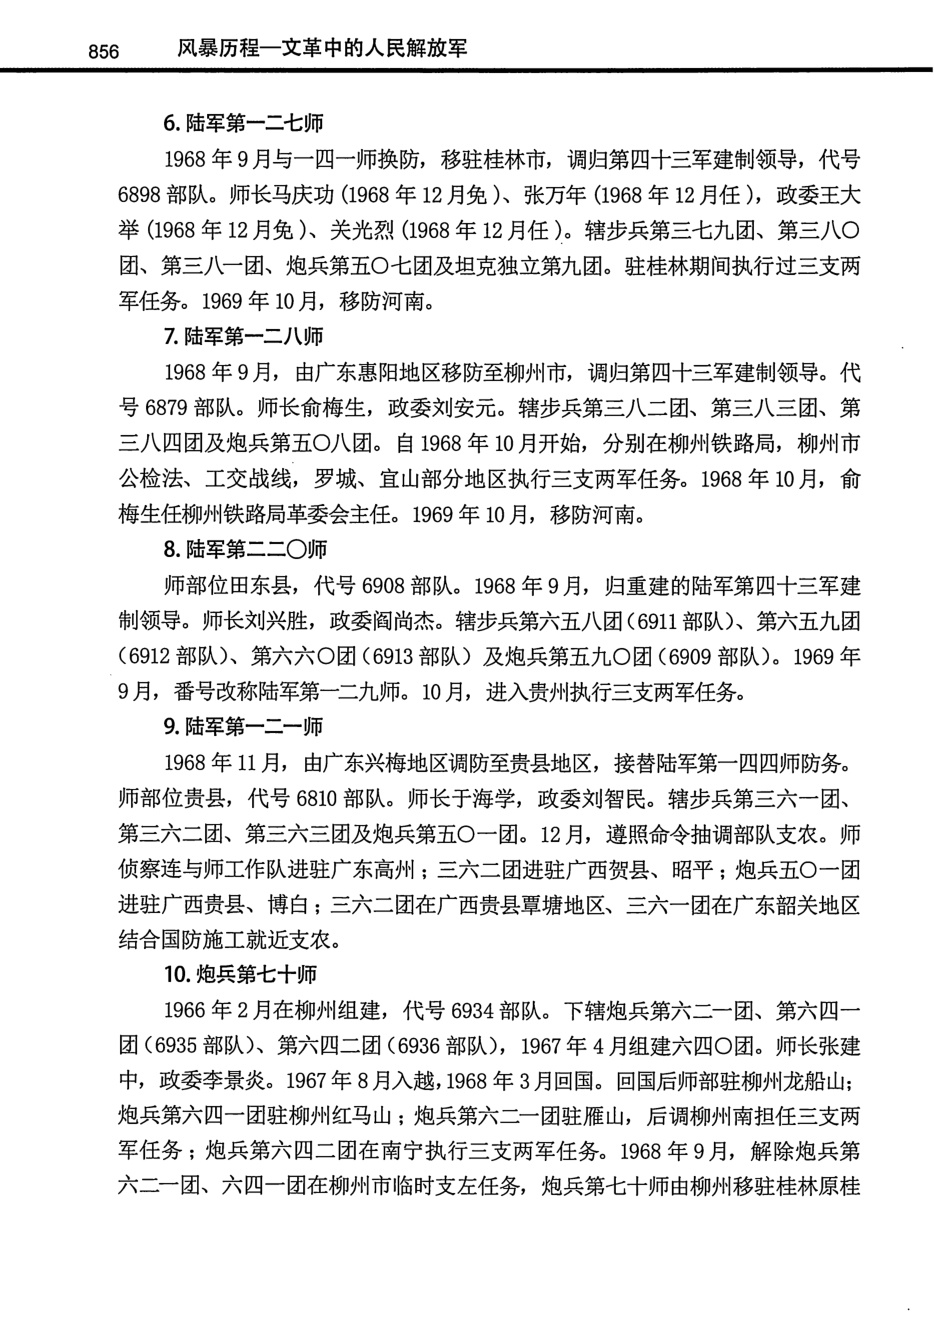 856 风暴历程—文革中的人民解放军
6. 陆军第一二七师
1968 年 9 月与一四一师换防，移驻桂林市，调归第四十三军建制领导，代号
6898 部队。师长马庆功 (1968 年 12 月免 )、张万年 (1968 年 12 月任 )，政委王大
举 (1968 年 12 月免 )、关光烈 (1968 年 12 月任 )。辖步兵第三七九团、第三八〇
团、第三八一团、炮兵第五〇七团及坦克独立第九团。驻桂林期间执行过三支两
军任务。1969 年 10 月，移防河南。
7. 陆军第一二八师
1968 年 9 月，由广东惠阳地区移防至柳州市，调归第四十三军建制领导。代
号 6879 部队。师长俞梅生，政委刘安元。辖步兵第三八二团、第三八三团、第
三八四团及炮兵第五〇八团。自 1968 年 10 月开始，分别在柳州铁路局，柳州市
公检法、工交战线，罗城、宜山部分地区执行三支两军任务。1968 年 10 月，俞
梅生任柳州铁路局革委会主任。1969 年 10 月，移防河南。
8. 陆军第二二〇师
师部位田东县，代号 6908 部队。1968 年 9 月，归重建的陆军第四十三军建
制领导。师长刘兴胜，政委阎尚杰。辖步兵第六五八团（6911 部队）、第六五九团
（6912 部队）、第六六〇团（6913 部队）及炮兵第五九〇团（6909 部队）。1969 年
9 月，番号改称陆军第一二九师。10 月，进入贵州执行三支两军任务。
9. 陆军第一二一师
1968 年 11 月，由广东兴梅地区调防至贵县地区，接替陆军第一四四师防务。
师部位贵县，代号 6810 部队。师长于海学，政委刘智民。辖步兵第三六一团、
第三六二团、第三六三团及炮兵第五〇一团。12 月，遵照命令抽调部队支农。师
侦察连与师工作队进驻广东高州；三六二团进驻广西贺县、昭平；炮兵五〇一团
进驻广西贵县、博白；三六二团在广西贵县覃塘地区、三六一团在广东韶关地区
结合国防施工就近支农。
10. 炮兵第七十师
1966 年 2 月在柳州组建，代号 6934 部队。下辖炮兵第六二一团、第六四一
团（6935 部队）、第六四二团（6936 部队），1967 年 4 月组建六四〇团。师长张建
中，政委李景炎。1967 年 8 月入越，1968 年 3 月回国。回国后师部驻柳州龙船山；
炮兵第六四一团驻柳州红马山；炮兵第六二一团驻雁山，后调柳州南担任三支两
军任务；炮兵第六四二团在南宁执行三支两军任务。1968 年 9 月，解除炮兵第
六二一团、六四一团在柳州市临时支左任务，炮兵第七十师由柳州移驻桂林原桂